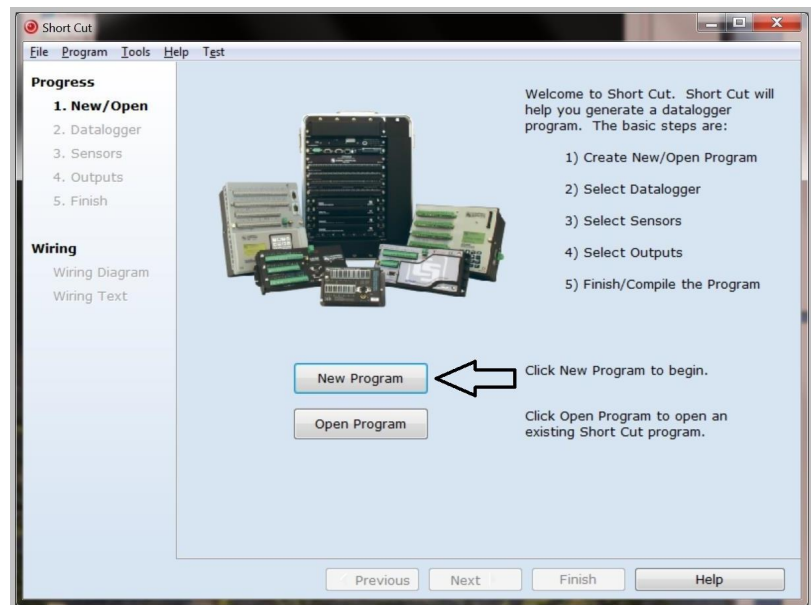 Short Cut
File Program Tools Help Test
Progress
1. New/Open
2. Datalogger
3. Sensors
4. Outputs
5. Finish
Wiring
Wiring Diagram
Wiring Text
Welcome to Short Cut. Short Cut will
help you generate a datalogger
program. The basic steps are:
1) Create New/Open Program
2) Select Datalogger
3) Select Sensors
4) Select Outputs
5) Finish/Compile the Program
New Program
Click New Program to begin.
Open Program
Click Open Program to open an
existing Short Cut program.
Previous Next Finish Help